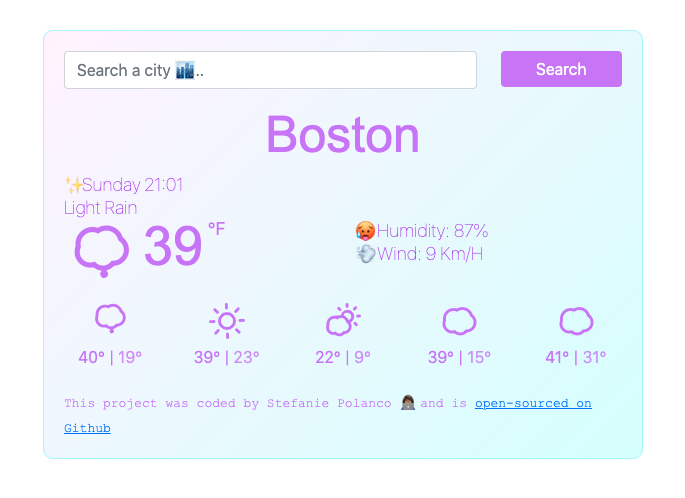 Search a city 🏙️..
Search
Boston
✨Sunday 21:01
Light Rain
39 °F
🥵Humidity: 87%
💨Wind: 9 Km/H
40° | 19° 39° | 23° 22° | 9° 39° | 15° 41° | 31°
This project was coded by Stefanie Polanco 👩🏽‍💻 and is open-sourced on
Github